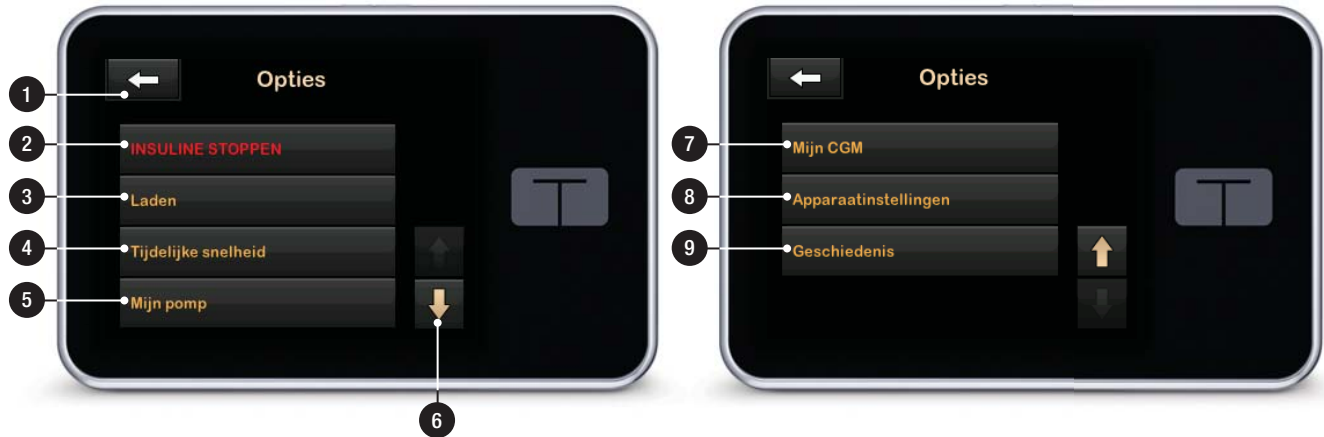 Opties
1
2 INSULINE STOPPEN
3 Laden
4 Tijdelijke snelheid
5 Mijn pomp
6
Opties
7 Mijn CGM
8 Apparaatinstellingen
9 Geschiedenis